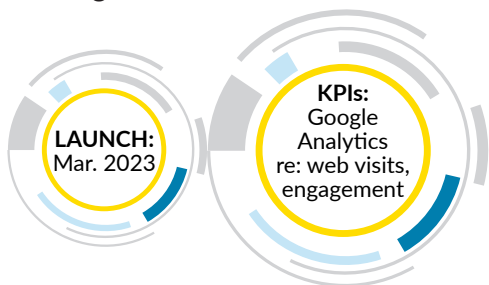 LAUNCH:
Mar. 2023
KPIs:
Google
Analytics
re: web visits,
engagement